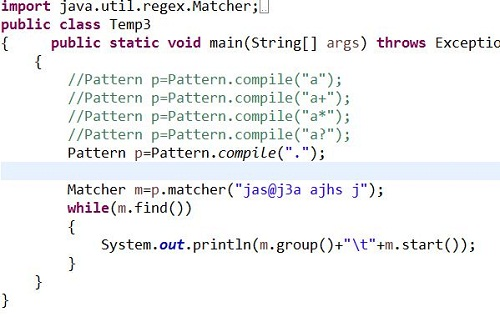 import java.util.regex.Matcher;
public class Temp3
{     public static void main(String[] args) throws Exceptio
    {
        //Pattern p=Pattern.compile("a");
        //Pattern p=Pattern.compile("a+");
        //Pattern p=Pattern.compile("a*");
        //Pattern p=Pattern.compile("a?");
        Pattern p=Pattern.compile(".");
        Matcher m=p.matcher("jas@j3a ajhs j");
        while(m.find())
        {
            System.out.println(m.group()+"\t"+m.start());
        }
    }
}